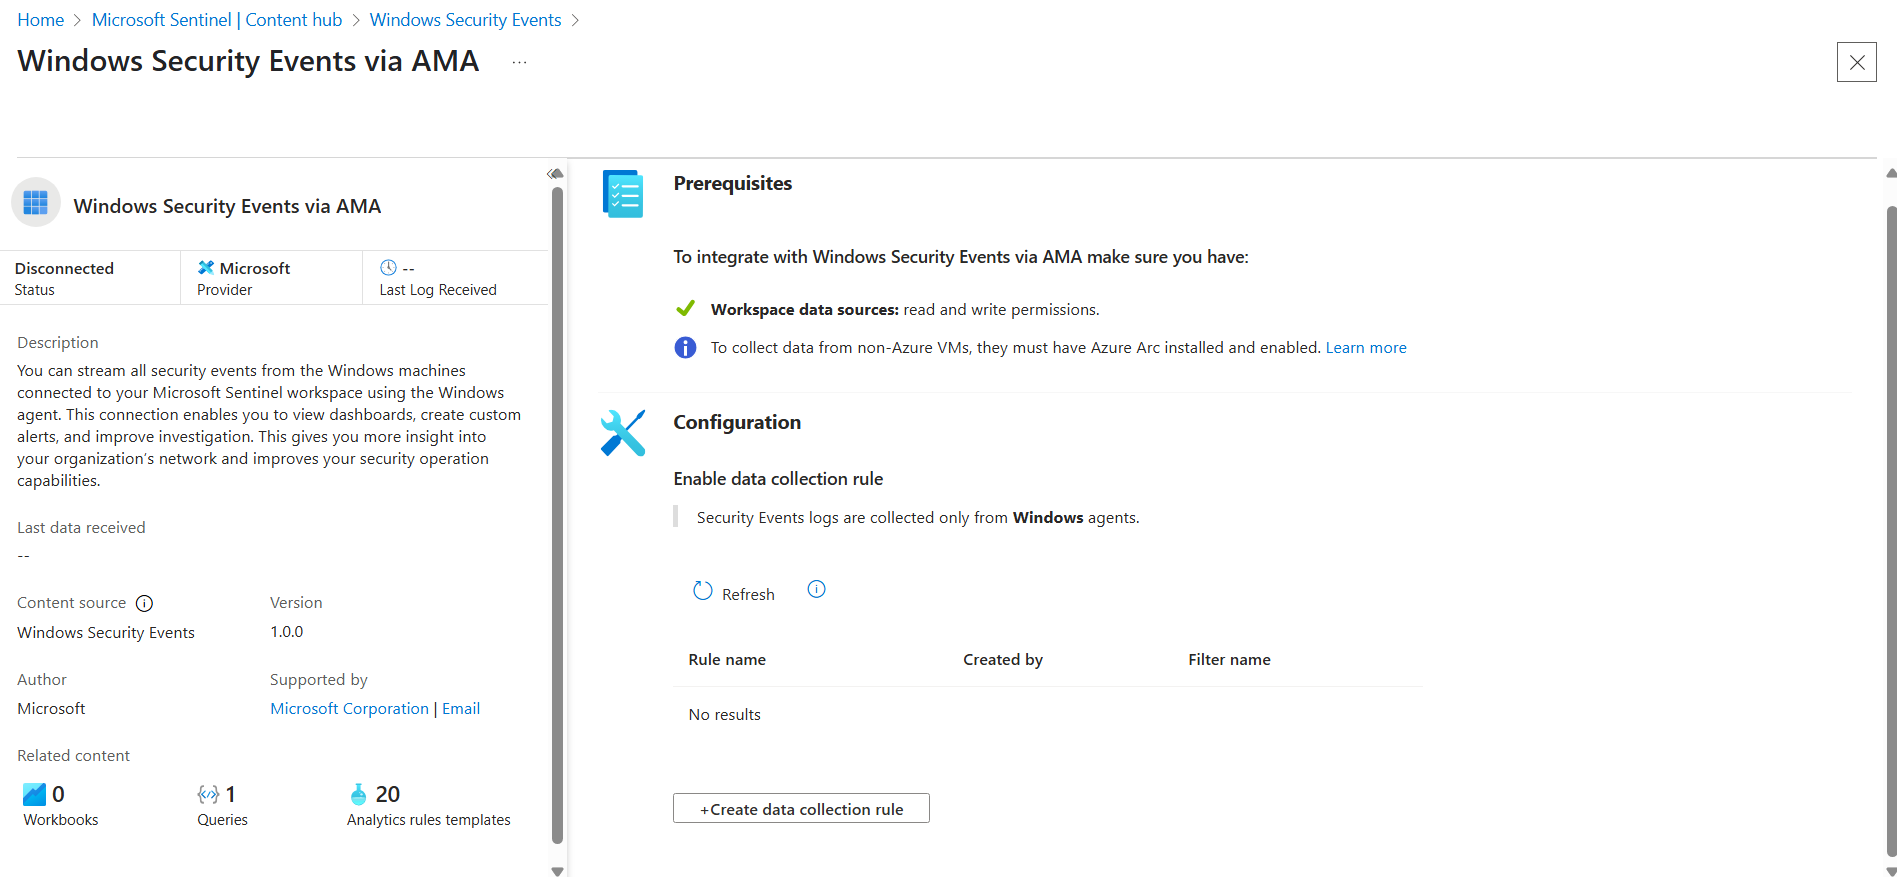 Home > Microsoft Sentinel | Content hub > Windows Security Events >
Windows Security Events via AMA ...
Windows Security Events via AMA
Disconnected
Status
Microsoft
Provider
--
Last Log Received
Description
You can stream all security events from the Windows machines
connected to your Microsoft Sentinel workspace using the Windows
agent. This connection enables you to view dashboards, create custom
alerts, and improve investigation. This gives you more insight into
your organization’s network and improves your security operation
capabilities.
Last data received
--
Content source
Windows Security Events
Version
1.0.0
Author
Microsoft
Supported by
Microsoft Corporation | Email
Related content
0
Workbooks
1
Queries
20
Analytics rules templates
Prerequisites
To integrate with Windows Security Events via AMA make sure you have:
Workspace data sources: read and write permissions.
To collect data from non-Azure VMs, they must have Azure Arc installed and enabled. Learn more
Configuration
Enable data collection rule
Security Events logs are collected only from Windows agents.
Refresh
Rule name Created by Filter name
No results
+Create data collection rule